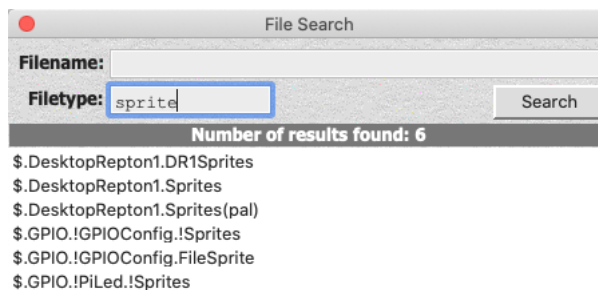 File Search
Filename:
Filetype: sprite Search
Number of results found: 6
$.DesktopRepton1.DR1Sprites
$.DesktopRepton1.Sprites
$.DesktopRepton1.Sprites(pal)
$.GPIO.!GPIOConfig.!Sprites
$.GPIO.!GPIOConfig.FileSprite
$.GPIO.!PiLed.!Sprites